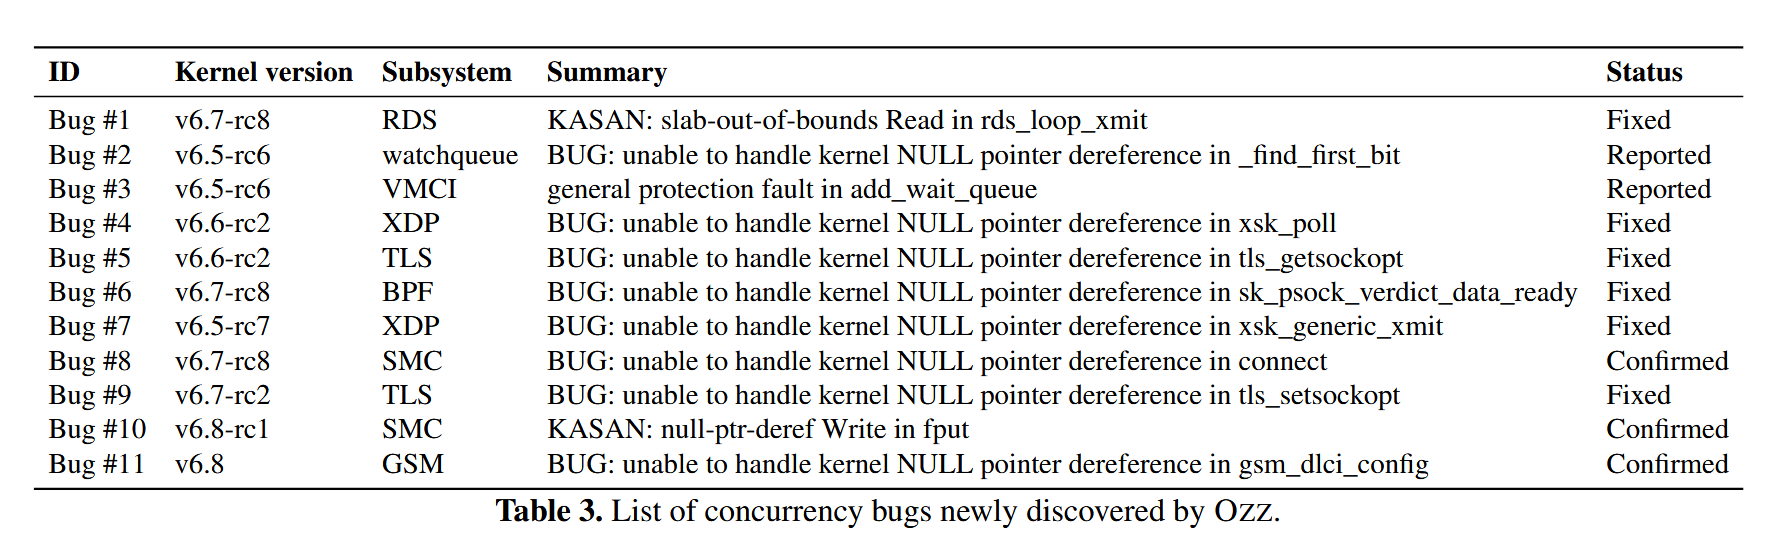 ID Kernel version Subsystem Summary Status
Bug #1 v6.7-rc8 RDS KASAN: slab-out-of-bounds Read in rds_loop_xmit Fixed
Bug #2 v6.5-rc6 watchqueue BUG: unable to handle kernel NULL pointer dereference in _find_first_bit Reported
Bug #3 v6.5-rc6 VMCI general protection fault in add_wait_queue Reported
Bug #4 v6.6-rc2 XDP BUG: unable to handle kernel NULL pointer dereference in xsk_poll Fixed
Bug #5 v6.6-rc2 TLS BUG: unable to handle kernel NULL pointer dereference in tls_getsockopt Fixed
Bug #6 v6.7-rc8 BPF BUG: unable to handle kernel NULL pointer dereference in sk_psock_verdict_data_ready Fixed
Bug #7 v6.5-rc7 XDP BUG: unable to handle kernel NULL pointer dereference in xsk_generic_xmit Fixed
Bug #8 v6.7-rc8 SMC BUG: unable to handle kernel NULL pointer dereference in connect Confirmed
Bug #9 v6.7-rc2 TLS BUG: unable to handle kernel NULL pointer dereference in tls_setsockopt Fixed
Bug #10 v6.8-rc1 SMC KASAN: null-ptr-deref Write in fput Confirmed
Bug #11 v6.8 GSM BUG: unable to handle kernel NULL pointer dereference in gsm_dlci_config Confirmed
Table 3. List of concurrency bugs newly discovered by OZZ.